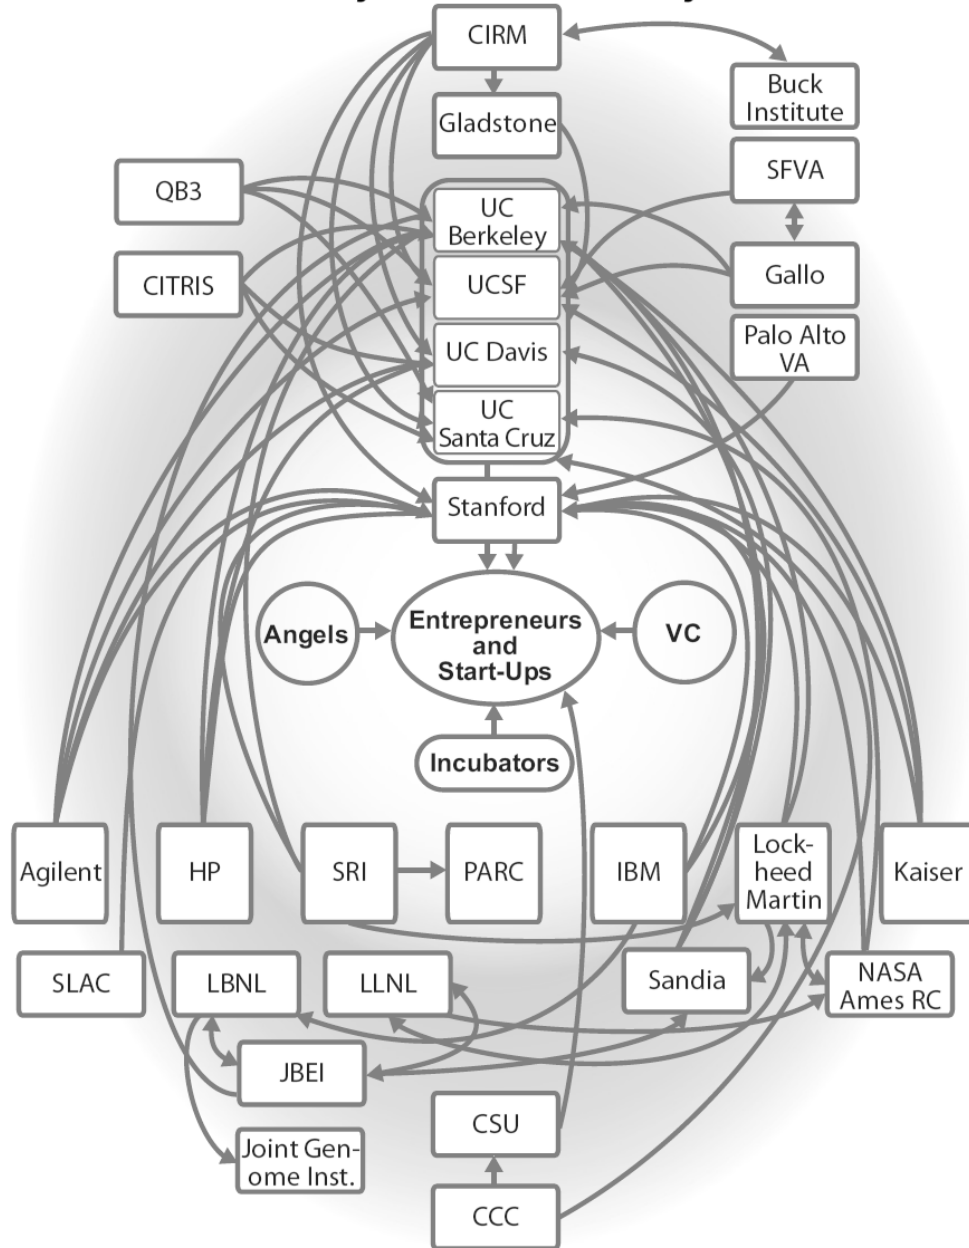 CIRM
Buck
Institute
Gladstone
SFVA
QB3
UC
Berkeley
UCSF
Gallo
CITRIS
Palo Alto
VA
UC Davis
UC
Santa Cruz
Stanford
Angels
Entrepreneurs
and
Start-Ups
VC
Incubators
Agilent
HP
SRI
PARC
IBM
Lock-
heed
Martin
Kaiser
SLAC
LBNL
LLNL
Sandia
NASA
Ames RC
JBEI
CSU
Joint Gen-
ome Inst.
CCC